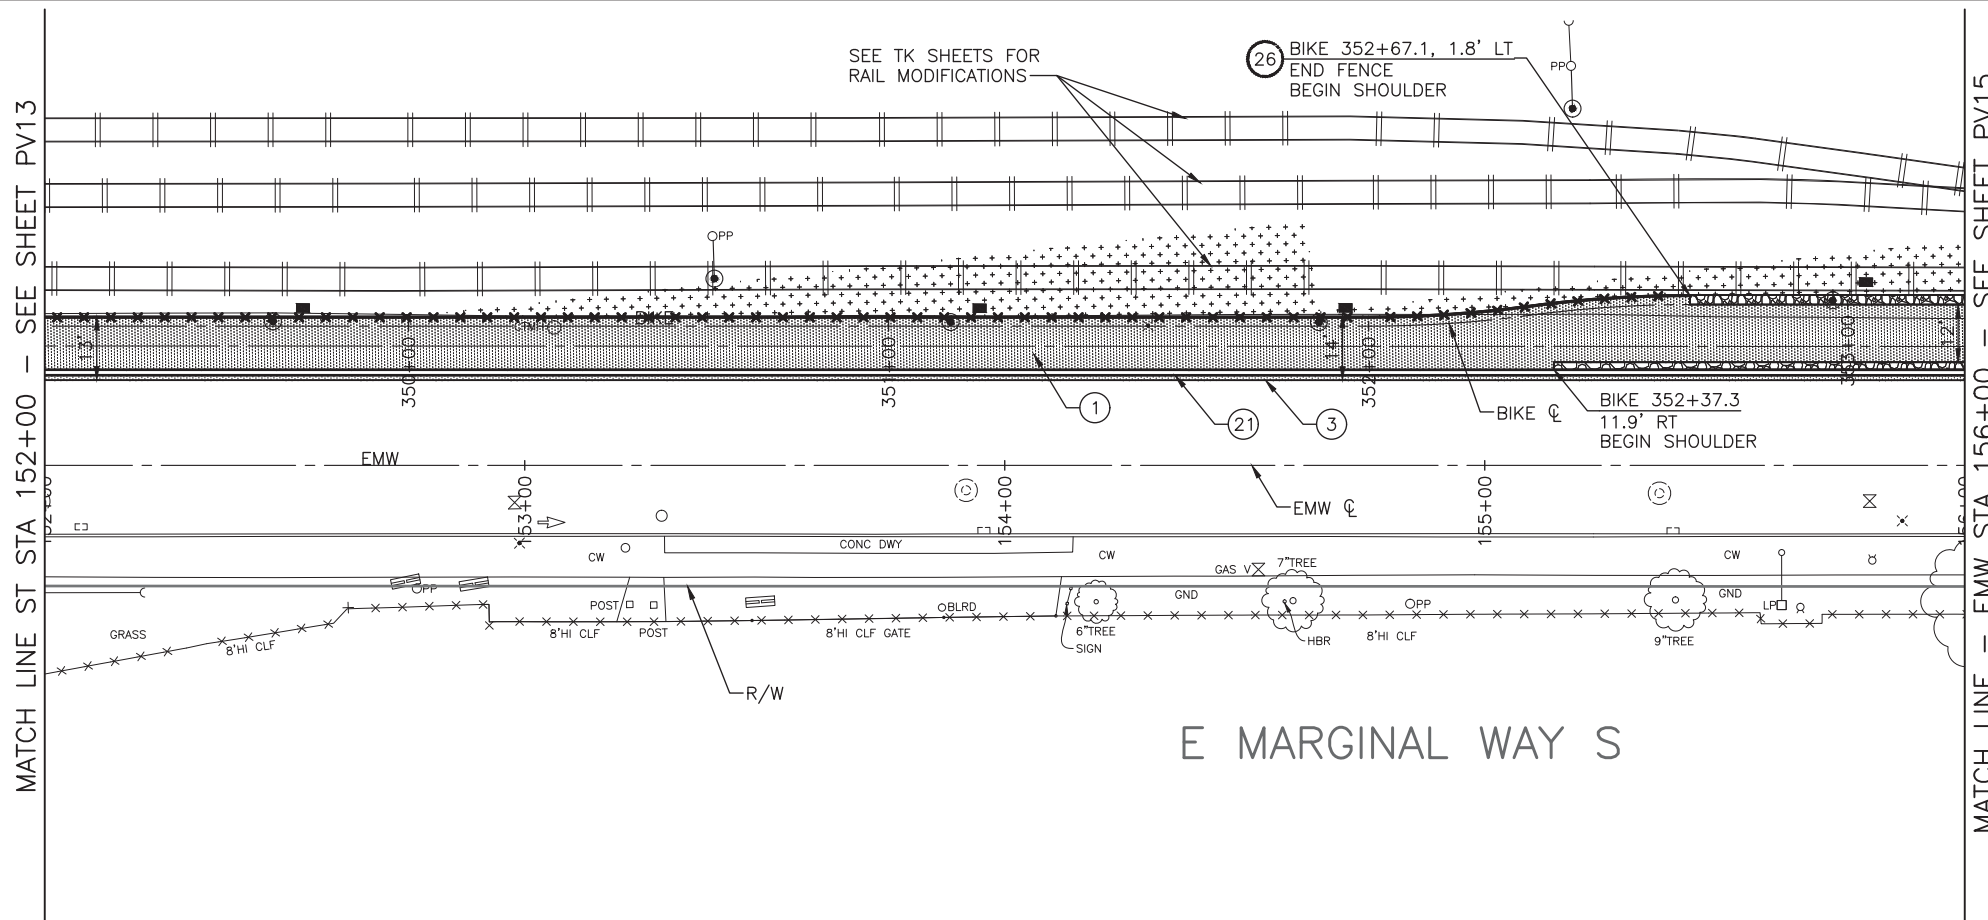 MATCH LINE ST STA 152+00 – SEE SHEET PV13
SEE TK SHEETS FOR
RAIL MODIFICATIONS
26
BIKE 352+67.1, 1.8' LT
END FENCE
BEGIN SHOULDER
PP
PP
13'
350+00
14'
352+00
353+00
12'
1
21
3
BIKE ℄
BIKE 352+37.3
11.9' RT
BEGIN SHOULDER
EMW
153+00
154+00
EMW ℄
155+00
CONC DWY
CW
CW
CW
GAS V
7"TREE
PP
POST
GND
GND
BLRD
PP
LP
GRASS
8'HI CLF
8'HI CLF
POST
8'HI CLF GATE
6"TREE
SIGN
HBR
8'HI CLF
9"TREE
R/W
E MARGINAL WAY S
MATCH LINE – EMW STA 156+00 – SEE SHEET PV15